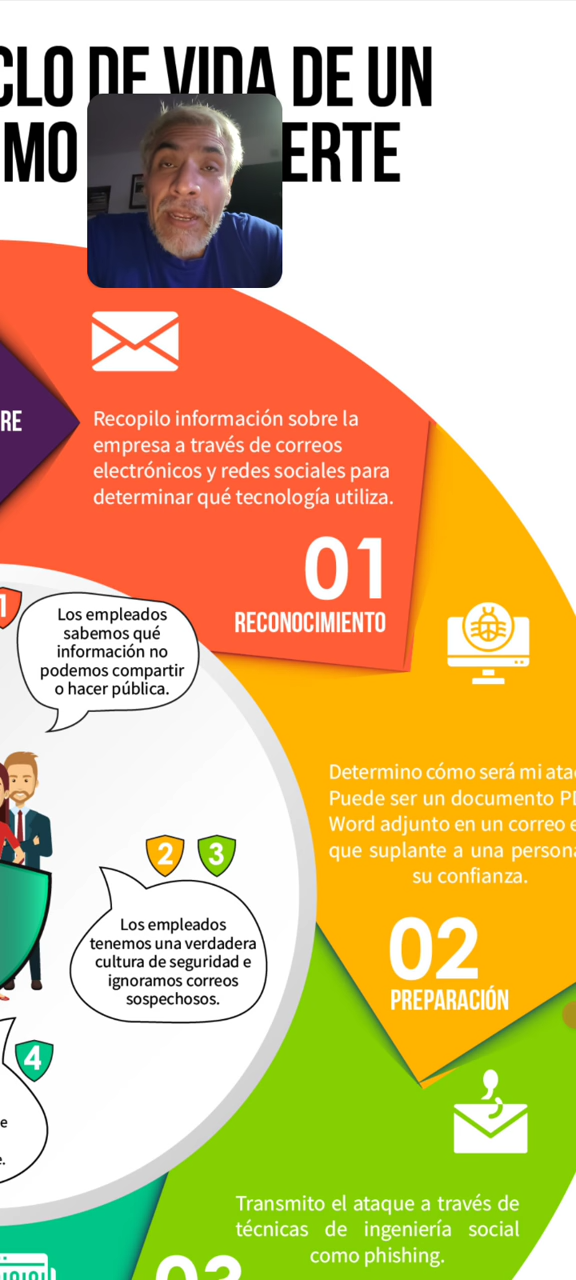 CLO DE VIDA DE UN
MO ERTE
RE
Recopilo información sobre la
empresa a través de correos
electrónicos y redes sociales para
determinar qué tecnología utiliza.
01
RECONOCIMIENTO
1
Los empleados
sabemos qué
información no
podemos compartir
o hacer pública.
Determino cómo será mi ata
Puede ser un documento PD
Word adjunto en un correo e
que suplante a una persona
su confianza.
02
PREPARACIÓN
2 3
Los empleados
tenemos una verdadera
cultura de seguridad e
ignoramos correos
sospechosos.
4
e
e.
Transmito el ataque a través de
técnicas de ingeniería social
como phishing.
03